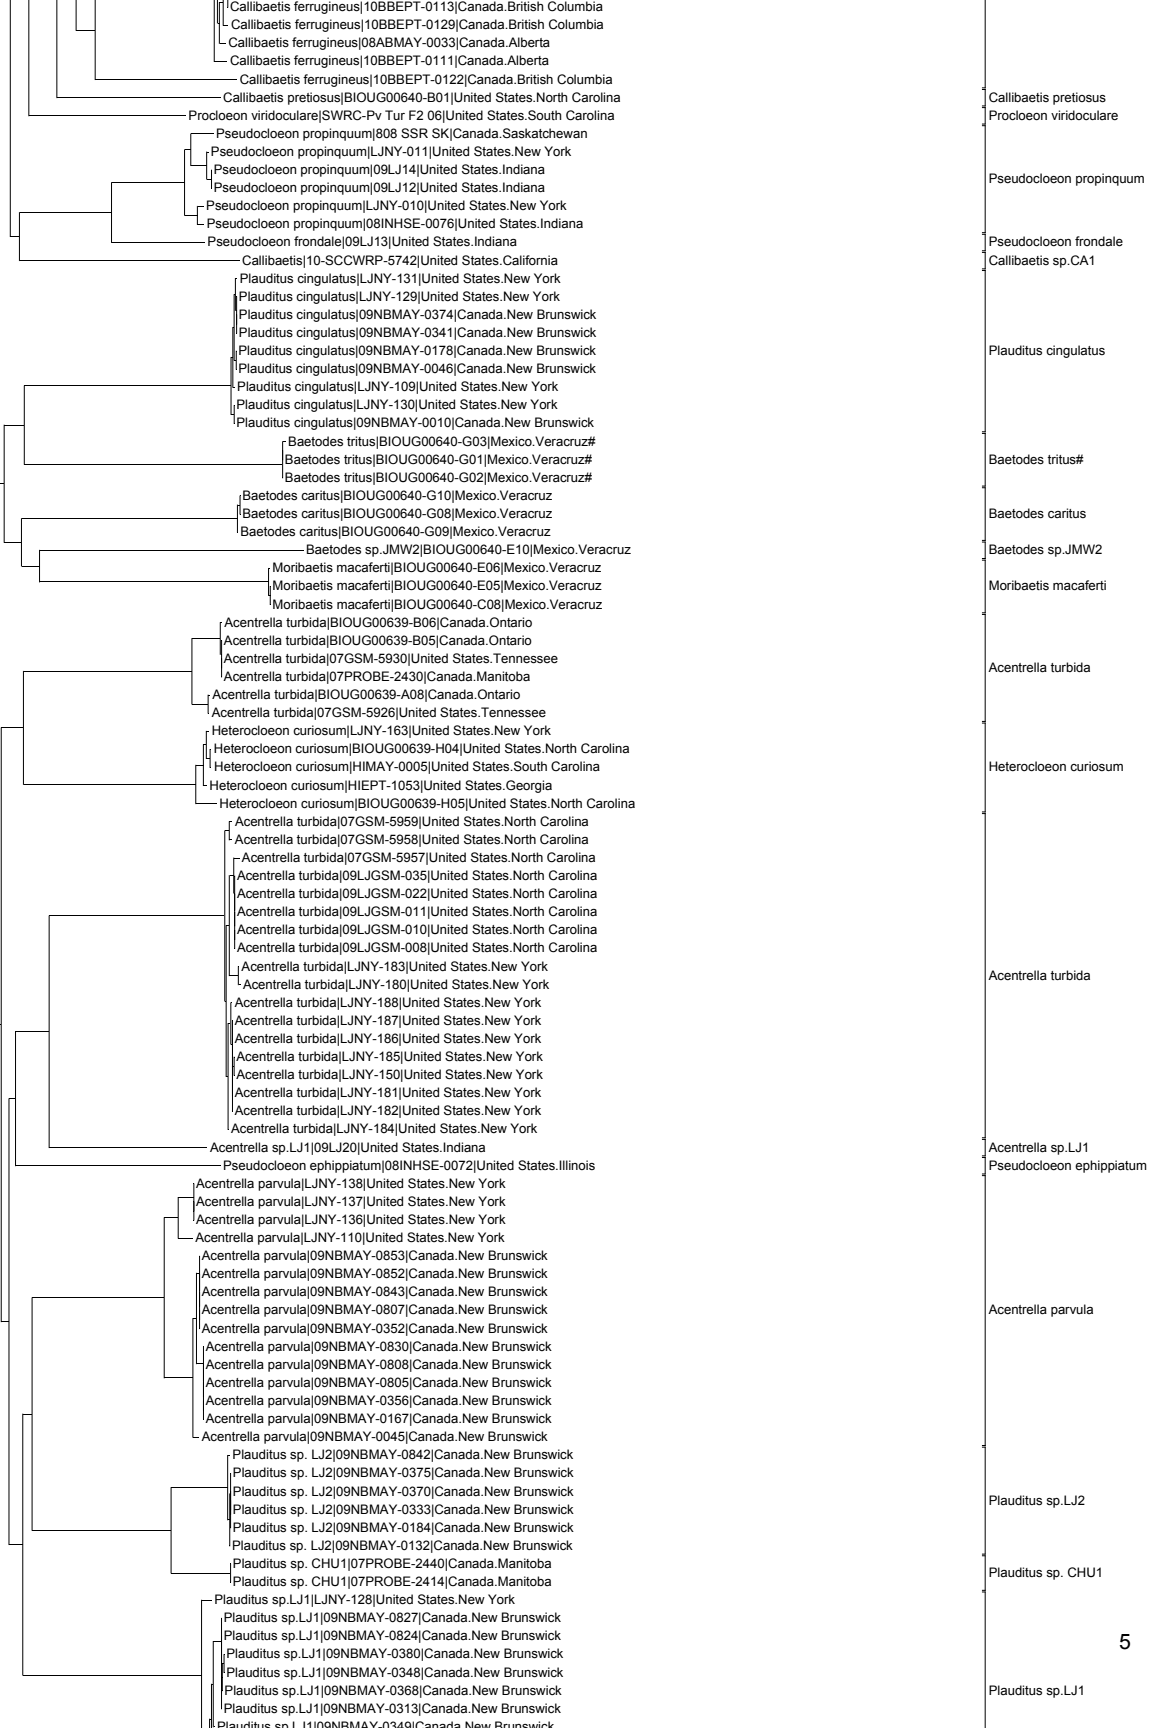 Callibaetis ferrugineus|10BBEPT-0113|Canada.British Columbia
Callibaetis ferrugineus|10BBEPT-0129|Canada.British Columbia
Callibaetis ferrugineus|08ABMAY-0033|Canada.Alberta
Callibaetis ferrugineus|10BBEPT-0111|Canada.Alberta
Callibaetis ferrugineus|10BBEPT-0122|Canada.British Columbia
Callibaetis pretiosus|BIOUG00640-B01|United States.North Carolina
Callibaetis pretiosus
Procloeon viridoculare|SWRC-Pv Tur F2 06|United States.South Carolina
Procloeon viridoculare
Pseudocloeon propinquum|808 SSR SK|Canada.Saskatchewan
Pseudocloeon propinquum|LJNY-011|United States.New York
Pseudocloeon propinquum|09LJ14|United States.Indiana
Pseudocloeon propinquum
Pseudocloeon propinquum|09LJ12|United States.Indiana
Pseudocloeon propinquum|LJNY-010|United States.New York
Pseudocloeon propinquum|08INHSE-0076|United States.Indiana
Pseudocloeon frondale|09LJ13|United States.Indiana
Pseudocloeon frondale
Callibaetis|10-SCCWRP-5742|United States.California
Callibaetis sp.CA1
Plauditus cingulatus|LJNY-131|United States.New York
Plauditus cingulatus|LJNY-129|United States.New York
Plauditus cingulatus|09NBMAY-0374|Canada.New Brunswick
Plauditus cingulatus|09NBMAY-0341|Canada.New Brunswick
Plauditus cingulatus|09NBMAY-0178|Canada.New Brunswick
Plauditus cingulatus
Plauditus cingulatus|09NBMAY-0046|Canada.New Brunswick
Plauditus cingulatus|LJNY-109|United States.New York
Plauditus cingulatus|LJNY-130|United States.New York
Plauditus cingulatus|09NBMAY-0010|Canada.New Brunswick
Baetodes tritus|BIOUG00640-G03|Mexico.Veracruz#
Baetodes tritus|BIOUG00640-G01|Mexico.Veracruz#
Baetodes tritus#
Baetodes tritus|BIOUG00640-G02|Mexico.Veracruz#
Baetodes caritus|BIOUG00640-G10|Mexico.Veracruz
Baetodes caritus|BIOUG00640-G08|Mexico.Veracruz
Baetodes caritus
Baetodes caritus|BIOUG00640-G09|Mexico.Veracruz
Baetodes sp.JMW2|BIOUG00640-E10|Mexico.Veracruz
Baetodes sp.JMW2
Moribaetis macaferti|BIOUG00640-E06|Mexico.Veracruz
Moribaetis macaferti|BIOUG00640-E05|Mexico.Veracruz
Moribaetis macaferti
Moribaetis macaferti|BIOUG00640-C08|Mexico.Veracruz
Acentrella turbida|BIOUG00639-B06|Canada.Ontario
Acentrella turbida|BIOUG00639-B05|Canada.Ontario
Acentrella turbida|07GSM-5930|United States.Tennessee
Acentrella turbida
Acentrella turbida|07PROBE-2430|Canada.Manitoba
Acentrella turbida|BIOUG00639-A08|Canada.Ontario
Acentrella turbida|07GSM-5926|United States.Tennessee
Heterocloeon curiosum|LJNY-163|United States.New York
Heterocloeon curiosum|BIOUG00639-H04|United States.North Carolina
Heterocloeon curiosum|HIMAY-0005|United States.South Carolina
Heterocloeon curiosum
Heterocloeon curiosum|HIEPT-1053|United States.Georgia
Heterocloeon curiosum|BIOUG00639-H05|United States.North Carolina
Acentrella turbida|07GSM-5959|United States.North Carolina
Acentrella turbida|07GSM-5958|United States.North Carolina
Acentrella turbida|07GSM-5957|United States.North Carolina
Acentrella turbida|09LJGSM-035|United States.North Carolina
Acentrella turbida|09LJGSM-022|United States.North Carolina
Acentrella turbida|09LJGSM-011|United States.North Carolina
Acentrella turbida|09LJGSM-010|United States.North Carolina
Acentrella turbida|09LJGSM-008|United States.North Carolina
Acentrella turbida|LJNY-183|United States.New York
Acentrella turbida
Acentrella turbida|LJNY-180|United States.New York
Acentrella turbida|LJNY-188|United States.New York
Acentrella turbida|LJNY-187|United States.New York
Acentrella turbida|LJNY-186|United States.New York
Acentrella turbida|LJNY-185|United States.New York
Acentrella turbida|LJNY-150|United States.New York
Acentrella turbida|LJNY-181|United States.New York
Acentrella turbida|LJNY-182|United States.New York
Acentrella turbida|LJNY-184|United States.New York
Acentrella sp.LJ1|09LJ20|United States.Indiana
Acentrella sp.LJ1
Pseudocloeon ephippiatum|08INHSE-0072|United States.Illinois
Pseudocloeon ephippiatum
Acentrella parvula|LJNY-138|United States.New York
Acentrella parvula|LJNY-137|United States.New York
Acentrella parvula|LJNY-136|United States.New York
Acentrella parvula|LJNY-110|United States.New York
Acentrella parvula|09NBMAY-0853|Canada.New Brunswick
Acentrella parvula|09NBMAY-0852|Canada.New Brunswick
Acentrella parvula|09NBMAY-0843|Canada.New Brunswick
Acentrella parvula|09NBMAY-0807|Canada.New Brunswick
Acentrella parvula
Acentrella parvula|09NBMAY-0352|Canada.New Brunswick
Acentrella parvula|09NBMAY-0830|Canada.New Brunswick
Acentrella parvula|09NBMAY-0808|Canada.New Brunswick
Acentrella parvula|09NBMAY-0805|Canada.New Brunswick
Acentrella parvula|09NBMAY-0356|Canada.New Brunswick
Acentrella parvula|09NBMAY-0167|Canada.New Brunswick
Acentrella parvula|09NBMAY-0045|Canada.New Brunswick
Plauditus sp. LJ2|09NBMAY-0842|Canada.New Brunswick
Plauditus sp. LJ2|09NBMAY-0375|Canada.New Brunswick
Plauditus sp. LJ2|09NBMAY-0370|Canada.New Brunswick
Plauditus sp.LJ2
Plauditus sp. LJ2|09NBMAY-0333|Canada.New Brunswick
Plauditus sp. LJ2|09NBMAY-0184|Canada.New Brunswick
Plauditus sp. LJ2|09NBMAY-0132|Canada.New Brunswick
Plauditus sp. CHU1|07PROBE-2440|Canada.Manitoba
Plauditus sp. CHU1
Plauditus sp. CHU1|07PROBE-2414|Canada.Manitoba
Plauditus sp.LJ1|LJNY-128|United States.New York
Plauditus sp.LJ1|09NBMAY-0827|Canada.New Brunswick
Plauditus sp.LJ1|09NBMAY-0824|Canada.New Brunswick
5
Plauditus sp.LJ1|09NBMAY-0380|Canada.New Brunswick
Plauditus sp.LJ1|09NBMAY-0348|Canada.New Brunswick
Plauditus sp.LJ1|09NBMAY-0368|Canada.New Brunswick
Plauditus sp.LJ1
Plauditus sp.LJ1|09NBMAY-0313|Canada.New Brunswick
Plauditus sp.LJ1|09NBMAY-0349|Canada.New Brunswick